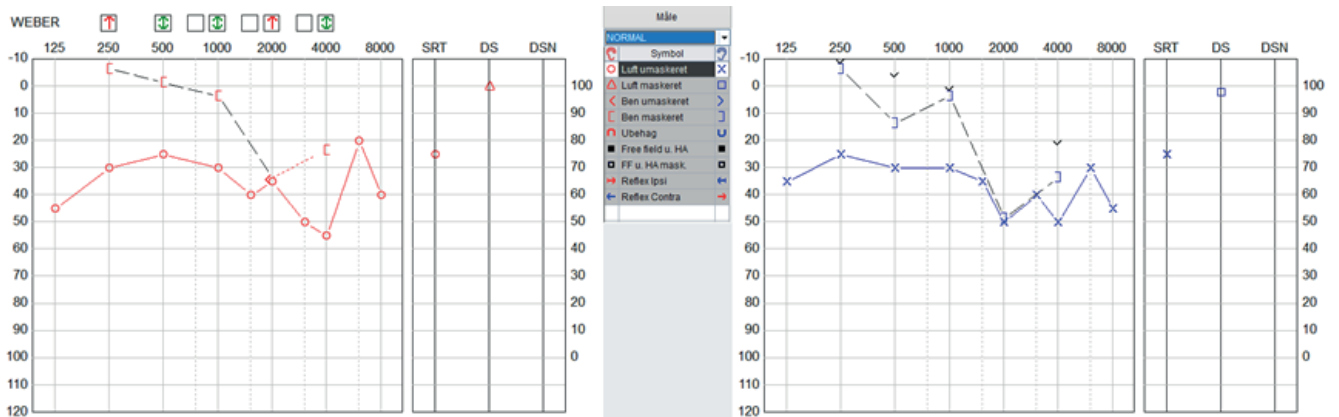 WEBER
125 250 500 1000 2000 4000 8000 SRT DS DSN
-10
0 100
10 90
20 80
30 70
40 60
50 50
60 40
70 30
80 20
90 10
100 0
110
120
Måle
NORMAL
Symbol
Luft umaskeret
Luft maskeret
Ben umaskeret
Ben maskeret
Ubehag
Free field u. HA
FF u. HA mask.
Reflex Ipsi
Reflex Contra
125 250 500 1000 2000 4000 8000 SRT DS DSN
-10
0 100
10 90
20 80
30 70
40 60
50 50
60 40
70 30
80 20
90 10
100 0
110
120